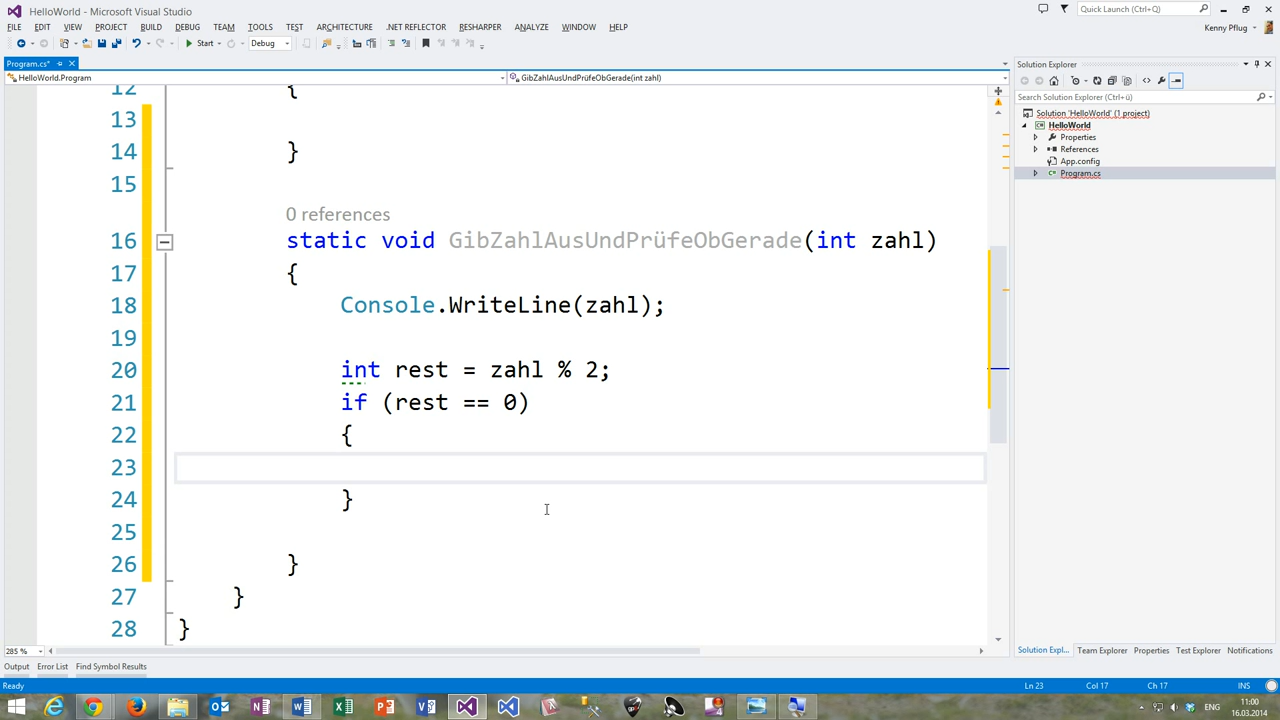 HelloWorld - Microsoft Visual Studio
Quick Launch (Ctrl+Q)
FILE EDIT VIEW PROJECT BUILD DEBUG TEAM TOOLS TEST ARCHITECTURE .NET REFLECTOR RESHARPER ANALYZE WINDOW HELP
Kenny Pflug
Start Debug
Program.cs*
HelloWorld.Program
GibZahlAusUndPrüfeObGerade(int zahl)
12 {
13
14 }
15
0 references
16 static void GibZahlAusUndPrüfeObGerade(int zahl)
17 {
18 Console.WriteLine(zahl);
19
20 int rest = zahl % 2;
21 if (rest == 0)
22 {
23
24 }
25
26 }
27 }
28 }
285 %
Solution Explorer
Search Solution Explorer (Ctrl+ü)
Solution 'HelloWorld' (1 project)
HelloWorld
Properties
References
App.config
Program.cs
Solution Expl... Team Explorer Properties Test Explorer Notifications
Output Error List Find Symbol Results
Ready Ln 23 Col 17 Ch 17 INS
ENG
11:00
16.03.2014